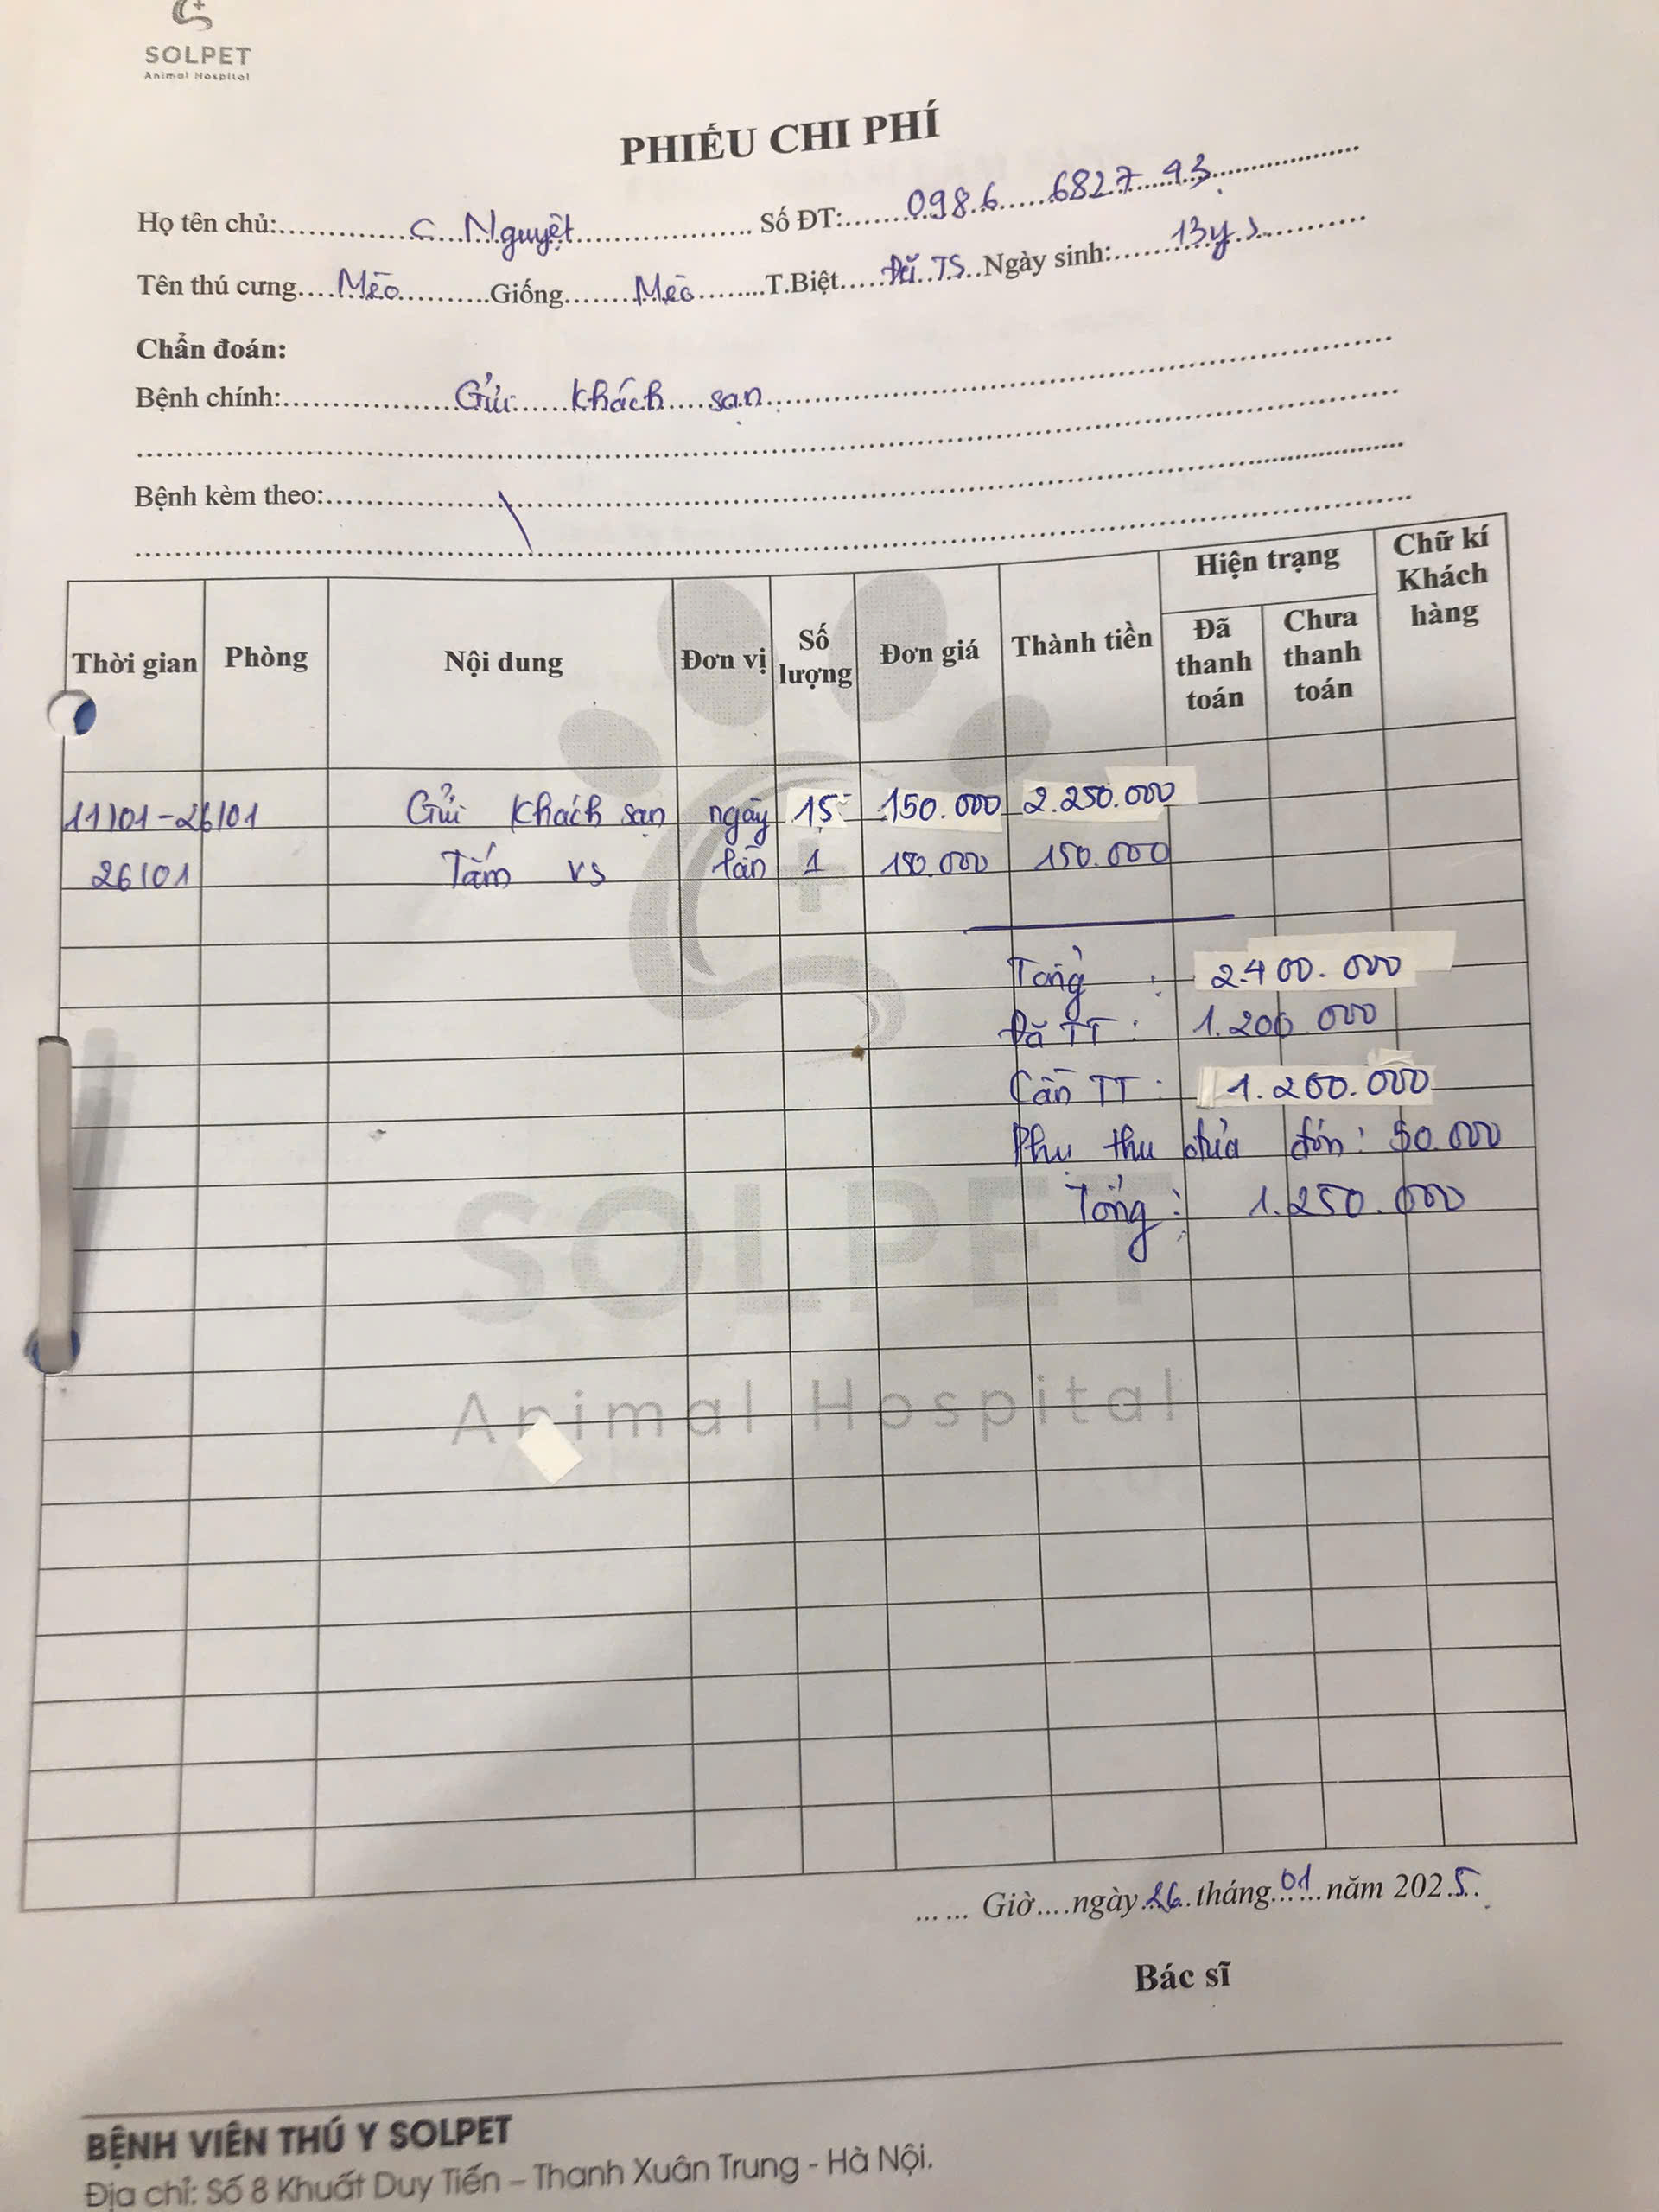 SOLPET
Animal Hospital
PHIẾU CHI PHÍ
Họ tên chủ: C Nguyệt Số ĐT: 0986 6827 93
Tên thú cưng Mèo Giống Mèo T.Biệt Đã TS Ngày sinh: 13y
Chẩn đoán:
Bệnh chính: Gửi khách sạn
Bệnh kèm theo:
Thời gian Phòng Nội dung Đơn vị Số lượng Đơn giá Thành tiền Hiện trạng Đã thanh toán Chưa thanh toán Chữ kí Khách hàng
11/01-26/01 Gửi khách sạn ngày 15 150.000 2.250.000
26/01 Tắm vs lần 1 150.000 150.000
Tổng : 2.400.000
Đã TT : 1.200 000
Cần TT : 1.200.000
Phụ thu đưa đón : 50.000
Tổng : 1.250.000
SOLPET
Animal Hospital
Giờ ngày 26 tháng 01 năm 2025
Bác sĩ
BỆNH VIÊN THÚ Y SOLPET
Địa chỉ: Số 8 Khuất Duy Tiến – Thanh Xuân Trung - Hà Nội.